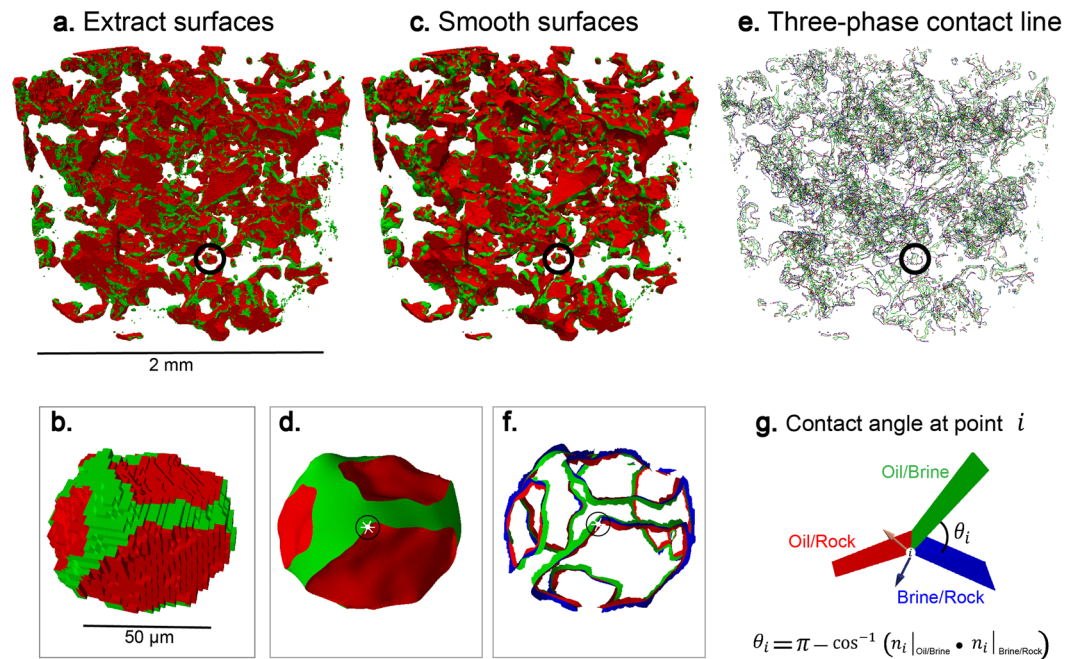 a. Extract surfaces
c. Smooth surfaces
e. Three-phase contact line
2 mm
b.
50 µm
d.
f.
g. Contact angle at point i
Oil/Brine
Oil/Rock
θi
i
Brine/Rock
θi = π − cos⁻¹ (ni|Oil/Brine • ni|Brine/Rock)